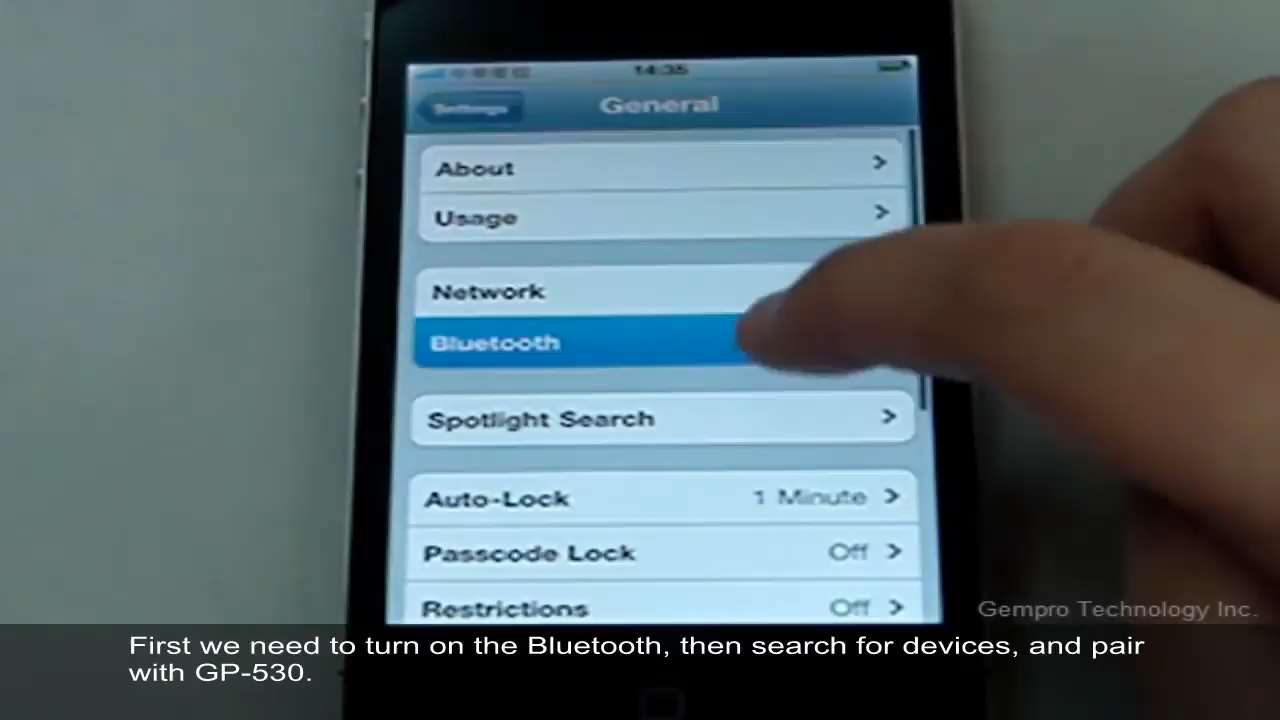 14:35
Settings
General
About
Usage
Network
Bluetooth
Spotlight Search
Auto-Lock 1 Minute
Passcode Lock Off
Restrictions Off
Gempro Technology Inc.
First we need to turn on the Bluetooth, then search for devices, and pair
with GP-530.